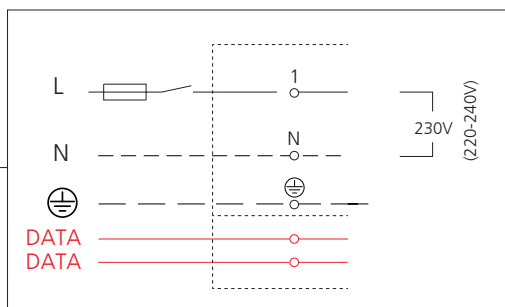 L
1
N
N
230V
(220-240V)
DATA
DATA